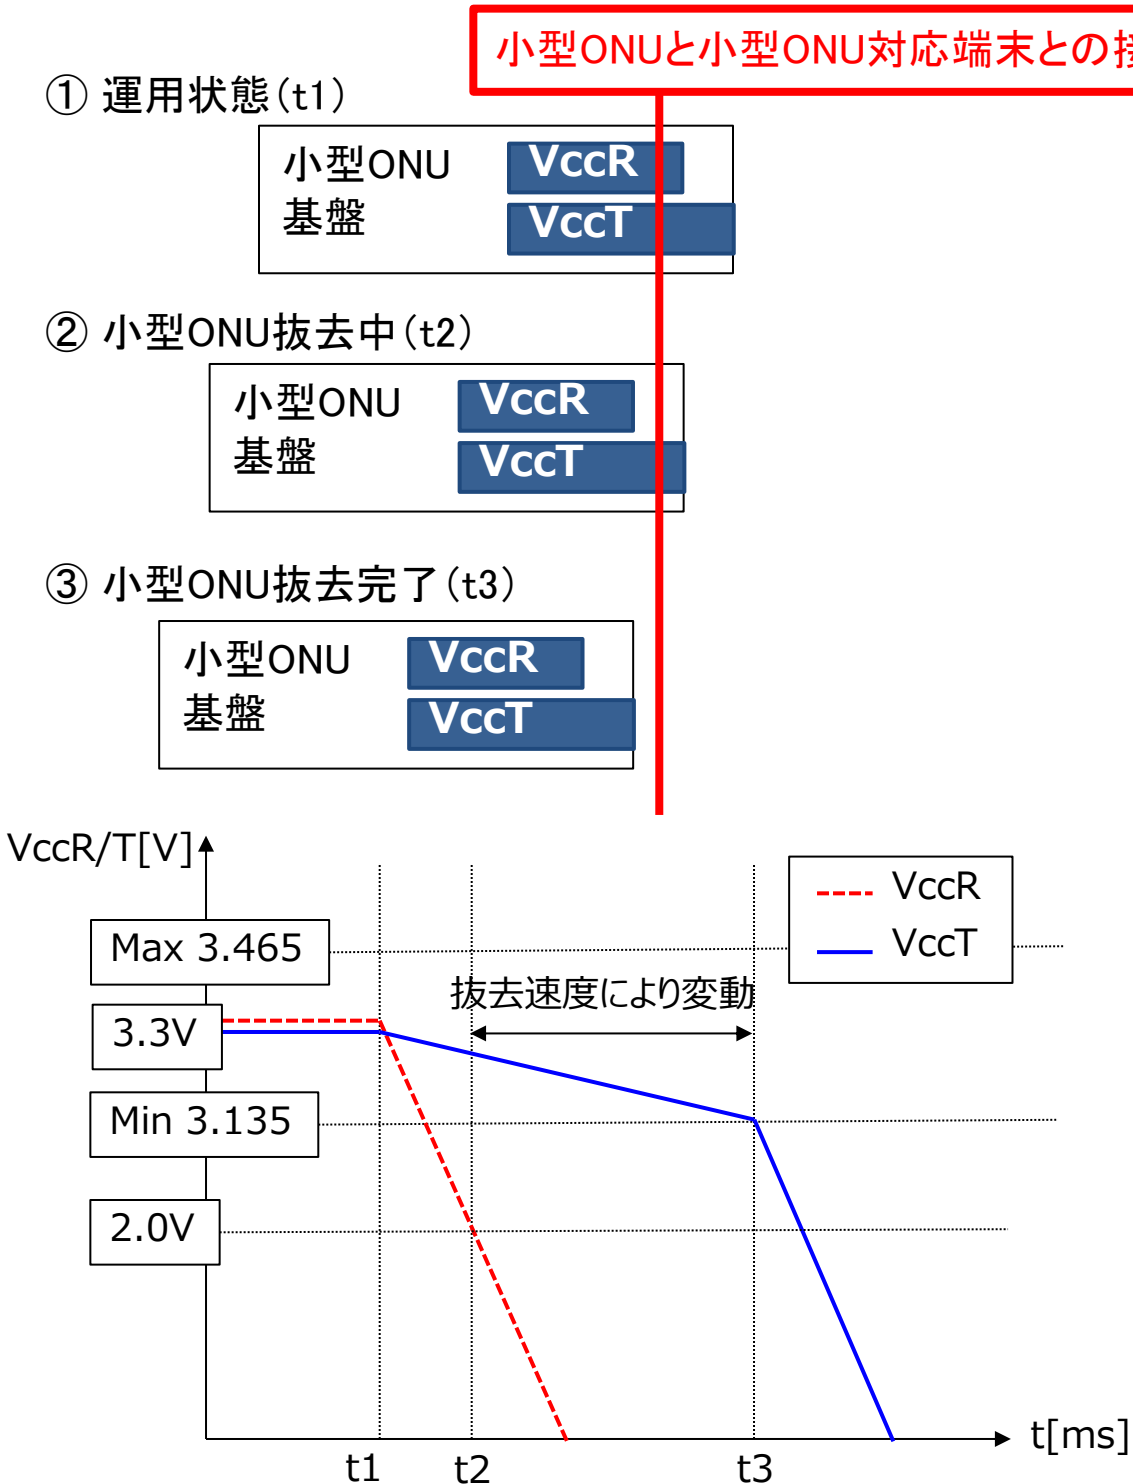 小型ONUと小型ONU対応端末との接
① 運用状態(t1)
小型ONU
基盤
VccR
VccT
② 小型ONU抜去中(t2)
小型ONU
基盤
VccR
VccT
③ 小型ONU抜去完了(t3)
小型ONU
基盤
VccR
VccT
VccR/T[V]
VccR
VccT
Max 3.465
抜去速度により変動
3.3V
Min 3.135
2.0V
t[ms]
t1
t2
t3